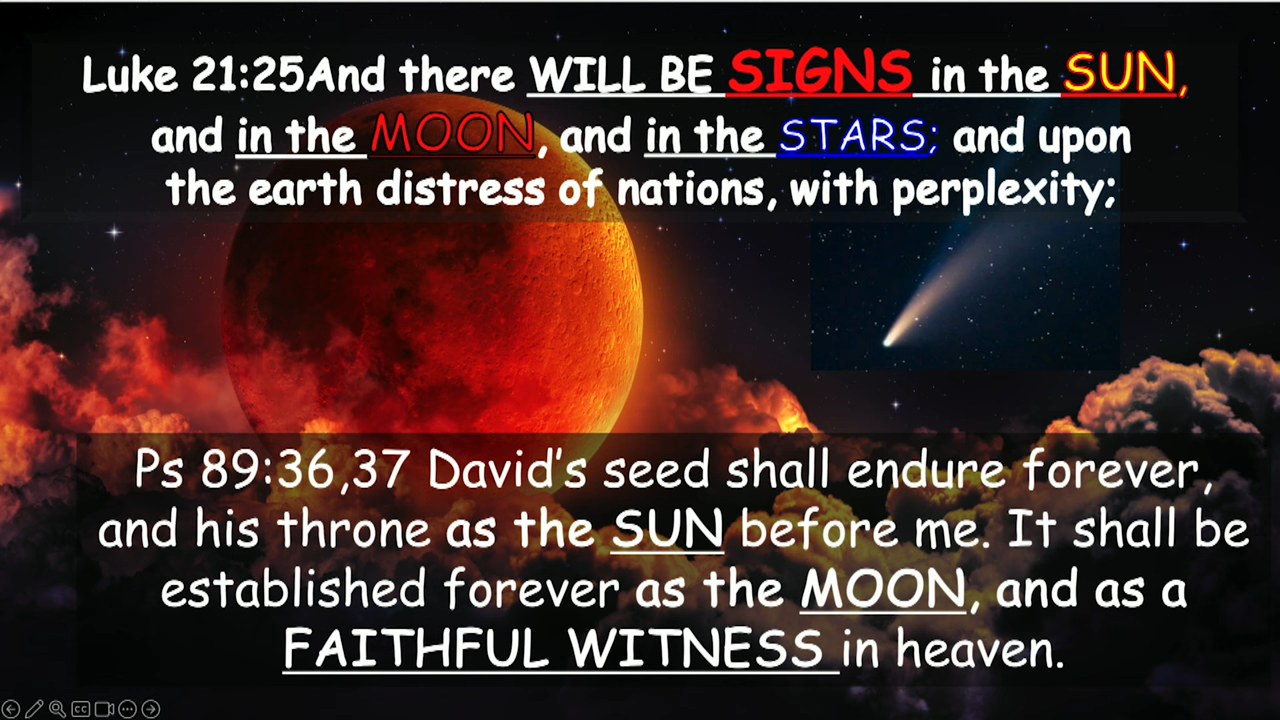 Luke 21:25And there WILL BE SIGNS in the SUN,
and in the MOON, and in the STARS; and upon
the earth distress of nations, with perplexity;
Ps 89:36,37 David's seed shall endure forever,
and his throne as the SUN before me. It shall be
established forever as the MOON, and as a
FAITHFUL WITNESS in heaven.
CC